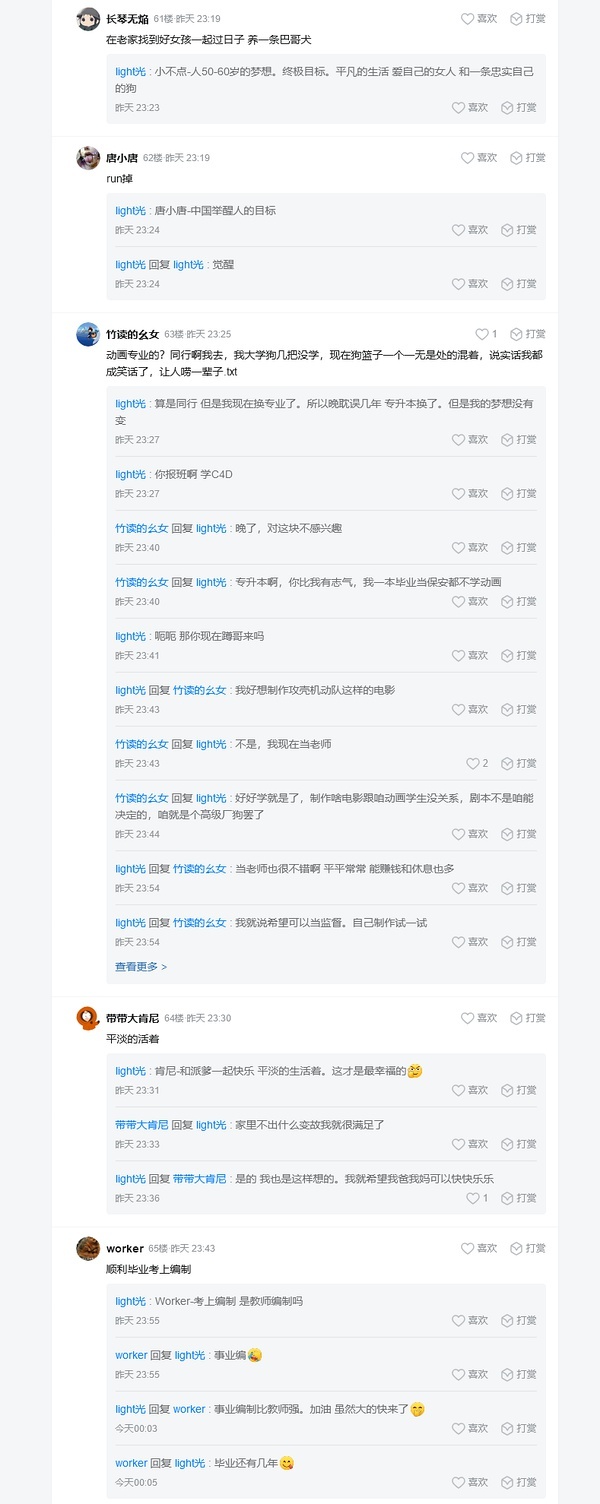 长琴无焰 61楼·昨天 23:19 喜欢 打赏
在老家找到好女孩一起过日子 养一条巴哥犬
light光 : 小不点-人50-60岁的梦想。终极目标。平凡的生活 爱自己的女人 和一条忠实自己
的狗
昨天 23:23 喜欢 打赏
唐小唐 62楼·昨天 23:19 喜欢 打赏
run掉
light光 : 唐小唐-中国举醒人的目标
昨天 23:24 喜欢 打赏
light光 回复 light光 : 觉醒
昨天 23:24 喜欢 打赏
竹读的幺女 63楼·昨天 23:25 1 打赏
动画专业的？同行啊我去，我大学狗几把没学，现在狗篮子一个一无是处的混着，说实话我都
成笑话了，让人唠一辈子.txt
light光 : 算是同行 但是我现在换专业了。所以晚耽误几年 专升本换了。但是我的梦想没有
变
昨天 23:27 喜欢 打赏
light光 : 你报班啊 学C4D
昨天 23:27 喜欢 打赏
竹读的幺女 回复 light光 : 晚了，对这块不感兴趣
昨天 23:40 喜欢 打赏
竹读的幺女 回复 light光 : 专升本啊，你比我有志气，我一本毕业当保安都不学动画
昨天 23:40 喜欢 打赏
light光 : 呃呃 那你现在蹲哥来吗
昨天 23:41 喜欢 打赏
light光 回复 竹读的幺女 : 我好想制作攻壳机动队这样的电影
昨天 23:43 喜欢 打赏
竹读的幺女 回复 light光 : 不是，我现在当老师
昨天 23:43 2 打赏
竹读的幺女 回复 light光 : 好好学就是了，制作啥电影跟咱动画学生没关系，剧本不是咱能
决定的，咱就是个高级厂狗罢了
昨天 23:44 喜欢 打赏
light光 回复 竹读的幺女 : 当老师也很不错啊 平平常常 能赚钱和休息也多
昨天 23:54 喜欢 打赏
light光 回复 竹读的幺女 : 我就说希望可以当监督。自己制作试一试
昨天 23:54 喜欢 打赏
查看更多 >
带带大肯尼 64楼·昨天 23:30 喜欢 打赏
平淡的活着
light光 : 肯尼-和派爹一起快乐 平淡的生活着。这才是最幸福的
昨天 23:31 喜欢 打赏
带带大肯尼 回复 light光 : 家里不出什么变故我就很满足了
昨天 23:33 喜欢 打赏
light光 回复 带带大肯尼 : 是的 我也是这样想的。我就希望我爸我妈可以快快乐乐
昨天 23:36 1 打赏
worker 65楼·昨天 23:43 喜欢 打赏
顺利毕业考上编制
light光 : Worker-考上编制 是教师编制吗
昨天 23:55 喜欢 打赏
worker 回复 light光 : 事业编
昨天 23:55 喜欢 打赏
light光 回复 worker : 事业编制比教师强。加油 虽然大的快来了
今天00:03 喜欢 打赏
worker 回复 light光 : 毕业还有几年
今天00:05 喜欢 打赏